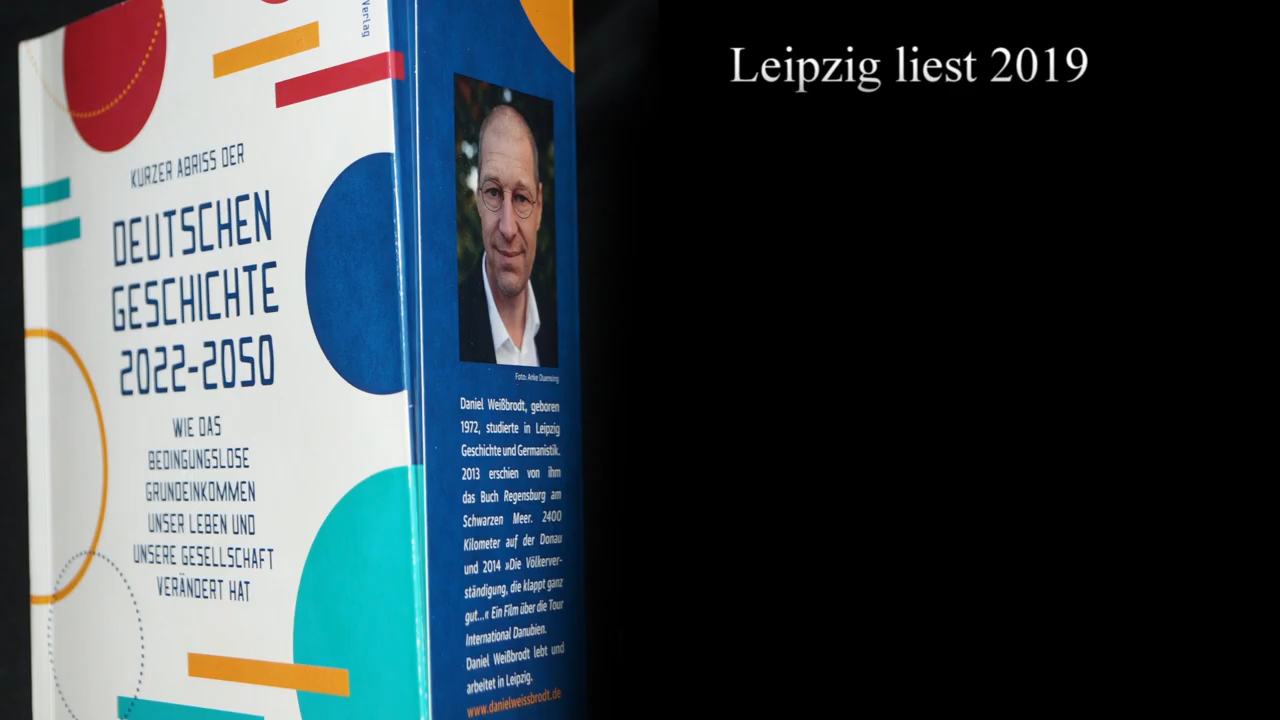 Verlag
KURZER ABRISS DER
DEUTSCHEN
GESCHICHTE
2022-2050
WIE DAS
BEDINGUNGSLOSE
GRUNDEINKOMMEN
UNSER LEBEN UND
UNSERE GESELLSCHAFT
VERÄNDERT HAT
Foto: Anke Duensing
Daniel Weißbrodt, geboren
1972, studierte in Leipzig
Geschichte und Germanistik.
2013 erschien von ihm
das Buch Regensburg am
Schwarzen Meer. 2400
Kilometer auf der Donau
und 2014 »Die Völkerver-
ständigung, die klappt ganz
gut...« Ein Film über die Tour
International Danubien.
Daniel Weißbrodt lebt und
arbeitet in Leipzig.
www.danielweissbrodt.de
Leipzig liest 2019